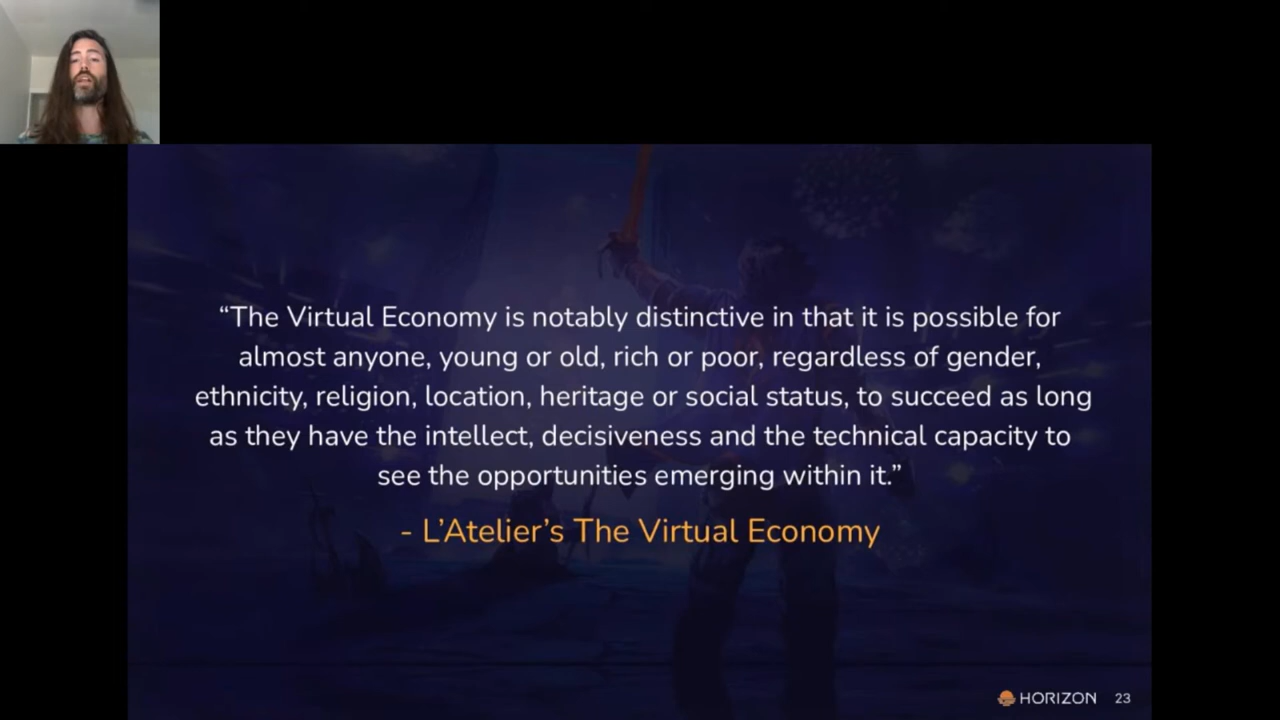 “The Virtual Economy is notably distinctive in that it is possible for
almost anyone, young or old, rich or poor, regardless of gender,
ethnicity, religion, location, heritage or social status, to succeed as long
as they have the intellect, decisiveness and the technical capacity to
see the opportunities emerging within it.”
- L’Atelier’s The Virtual Economy
HORIZON 23